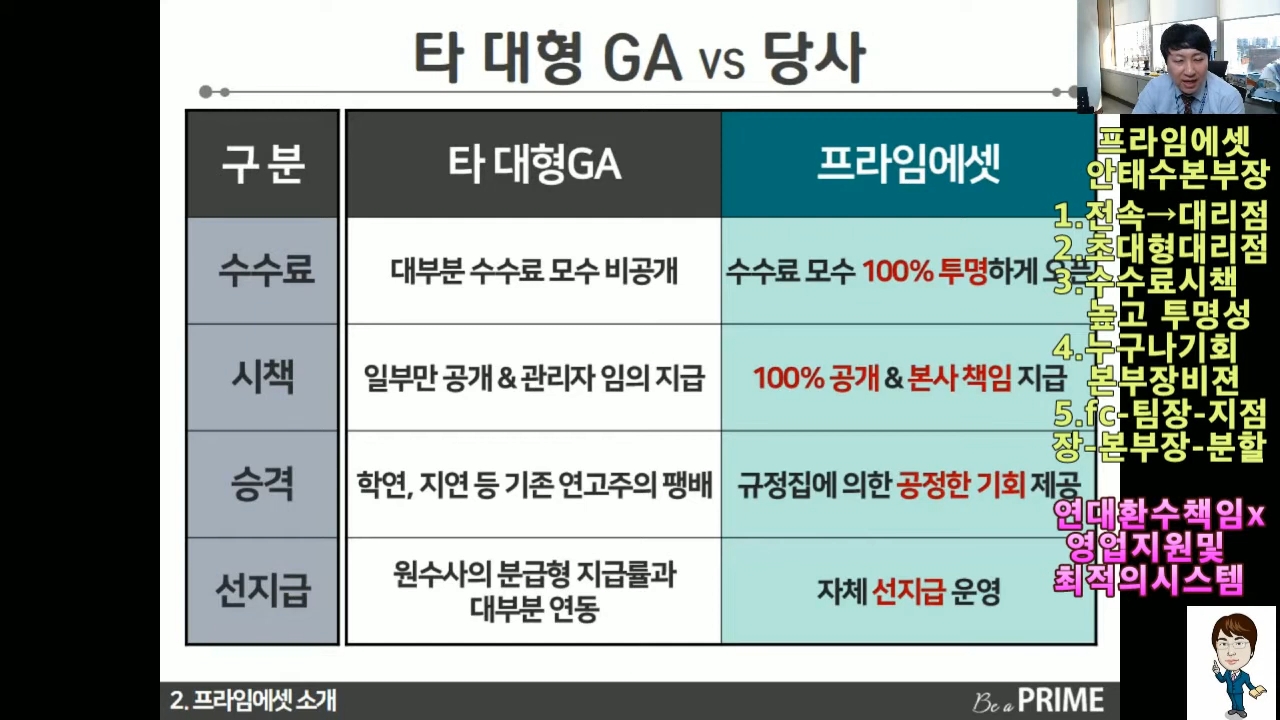 타 대형 GA vs 당사
구 분
타 대형GA
프라임에셋
수수료
대부분 수수료 모수 비공개
수수료 모수 100% 투명하게 오픈
시책
일부만 공개 & 관리자 임의 지급
100% 공개 & 본사 책임 지급
승격
학연, 지연 등 기존 연고주의 팽배
규정집에 의한 공정한 기회 제공
선지급
원수사의 분급형 지급률과
대부분 연동
자체 선지급 운영
2. 프라임에셋 소개
Be a PRIME
프라임에셋
안태수본부장
1.전속→대리점
2.초대형대리점
3.수수료시책
높고 투명성
4.누구나기회
본부장비젼
5.fc-팀장-지점
장-본부장-분할
연대환수책임x
영업지원및
최적의시스템